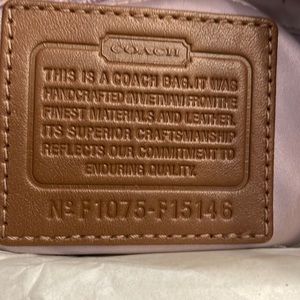 COACH
THIS IS A COACH BAG.IT WAS
HANDCRAFTED IN VIETNAM FROM THE
FINEST MATERIALS AND LEATHER.
ITS SUPERIOR CRAFTSMANSHIP
REFLECTS OUR COMMITMENT TO
ENDURING QUALITY.
Nº F1075-F15146